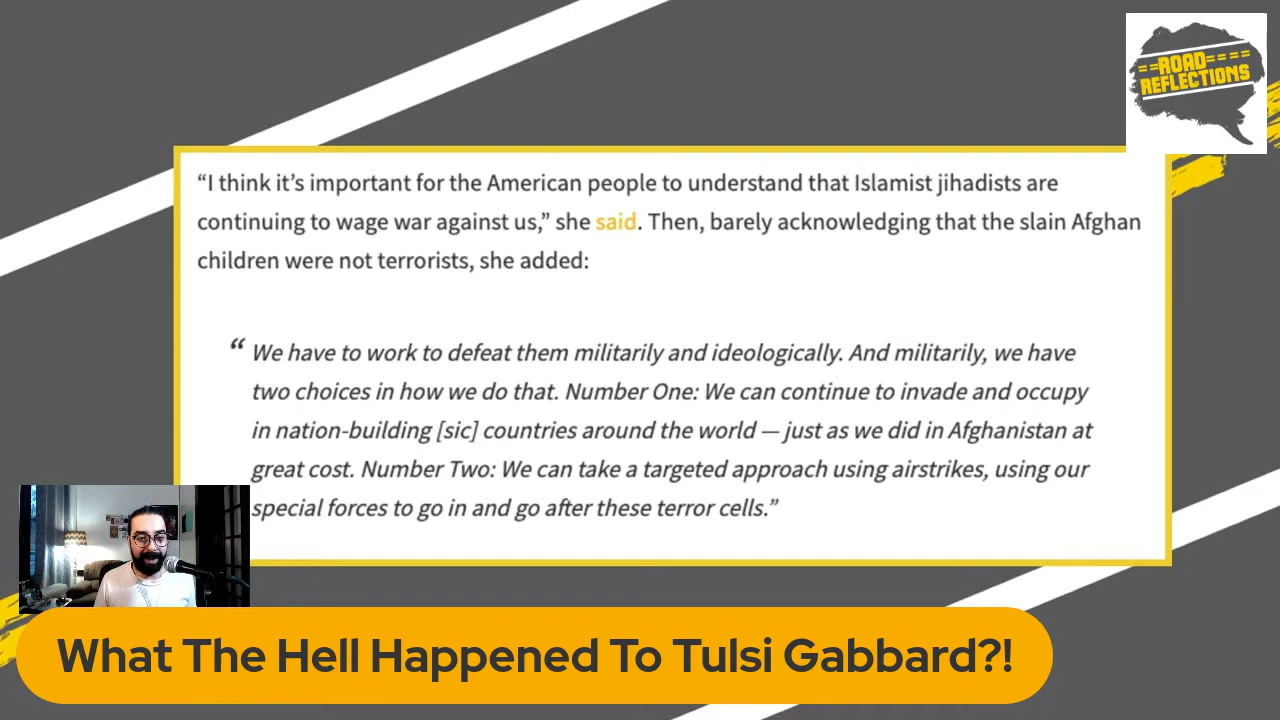 ==ROAD====
REFLECTIONS
“I think it’s important for the American people to understand that Islamist jihadists are
continuing to wage war against us,” she said. Then, barely acknowledging that the slain Afghan
children were not terrorists, she added:
“ We have to work to defeat them militarily and ideologically. And militarily, we have
two choices in how we do that. Number One: We can continue to invade and occupy
in nation-building [sic] countries around the world — just as we did in Afghanistan at
great cost. Number Two: We can take a targeted approach using airstrikes, using our
special forces to go in and go after these terror cells.”
What The Hell Happened To Tulsi Gabbard?!